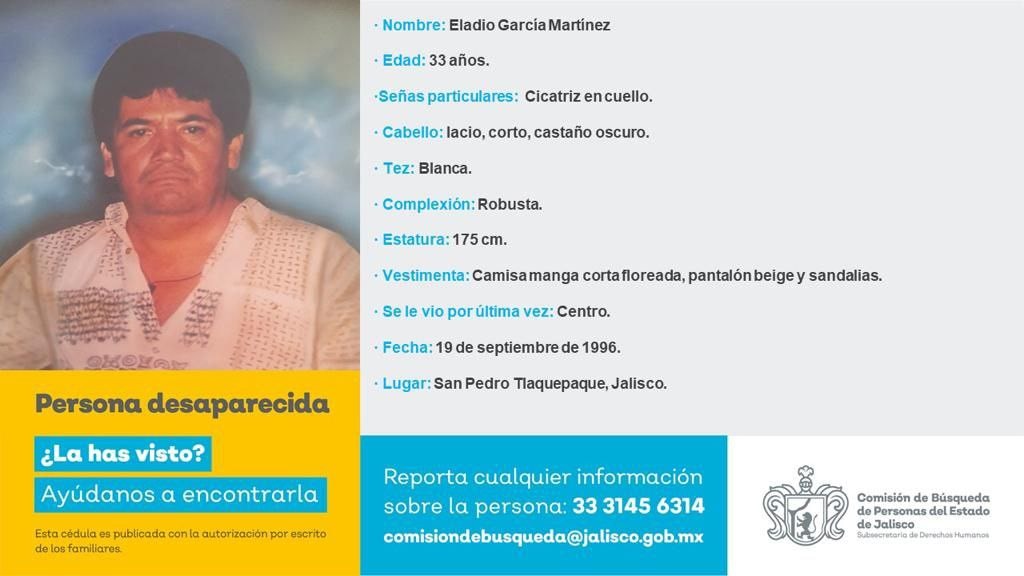 · Nombre: Eladio García Martínez
· Edad: 33 años.
·Señas particulares: Cicatriz en cuello.
· Cabello: lacio, corto, castaño oscuro.
· Tez: Blanca.
· Complexión: Robusta.
· Estatura: 175 cm.
· Vestimenta: Camisa manga corta floreada, pantalón beige y sandalias.
· Se le vio por última vez: Centro.
· Fecha: 19 de septiembre de 1996.
· Lugar: San Pedro Tlaquepaque, Jalisco.
Persona desaparecida
¿La has visto?
Ayúdanos a encontrarla
Esta cédula es publicada con la autorización por escrito
de los familiares.
Reporta cualquier información
sobre la persona: 33 3145 6314
comisiondebusqueda@jalisco.gob.mx
Comisión de Búsqueda
de Personas del Estado
de Jalisco
Subsecretaría de Derechos Humanos